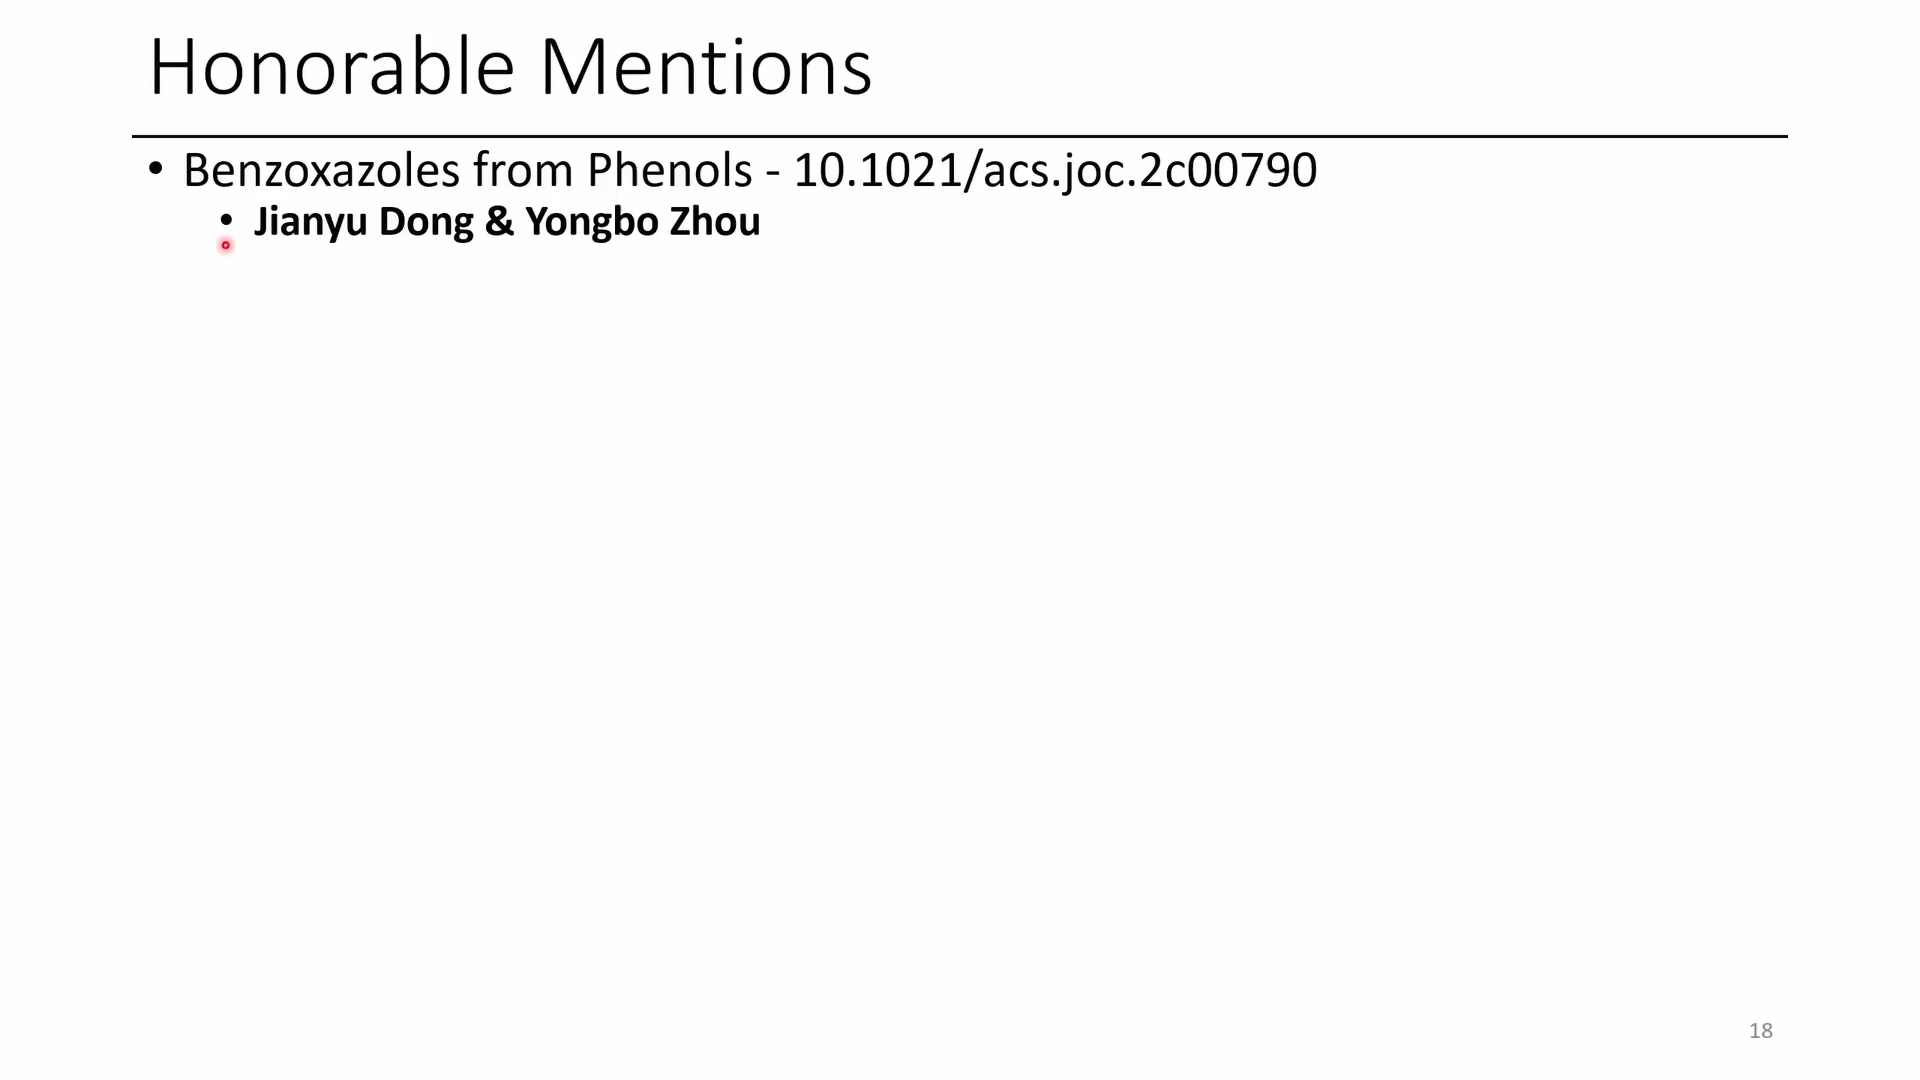 Honorable Mentions
• Benzoxazoles from Phenols - 10.1021/acs.joc.2c00790
• Jianyu Dong & Yongbo Zhou
18